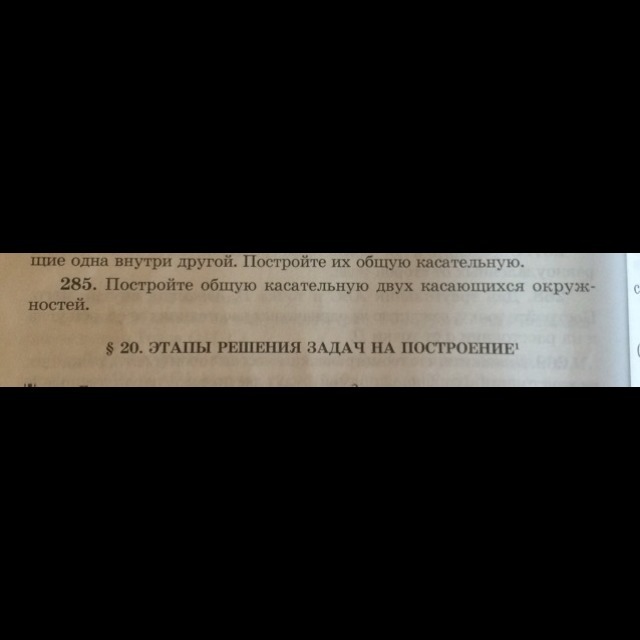 щие одна внутри другой. Постройте их общую касательную.
285. Постройте общую касательную двух касающихся окруж-
ностей.
§ 20. ЭТАПЫ РЕШЕНИЯ ЗАДАЧ НА ПОСТРОЕНИЕ¹